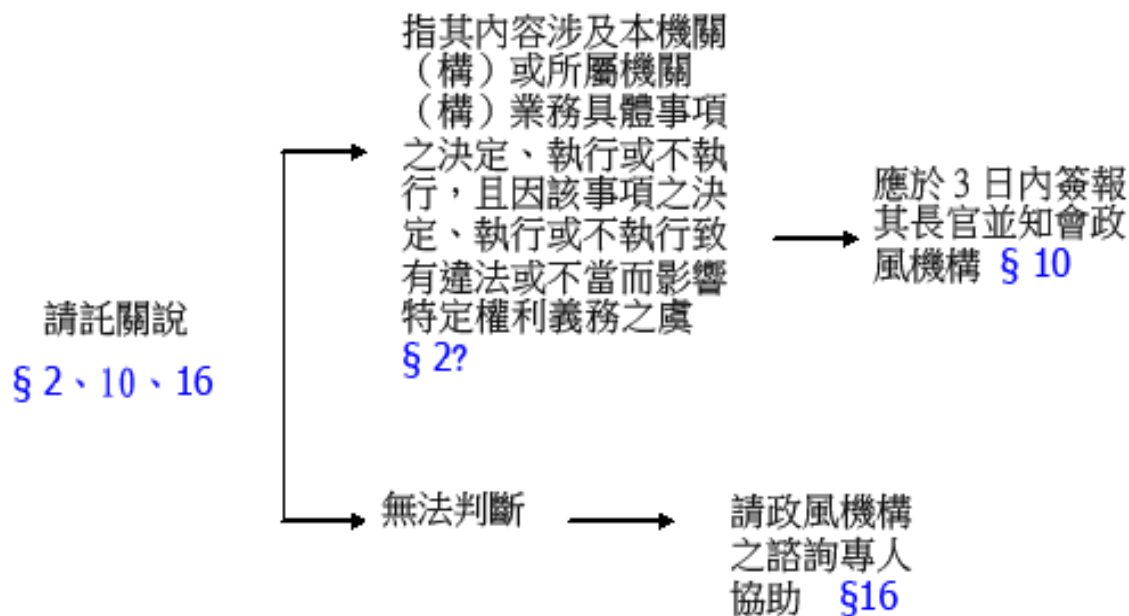 請託關說
§ 2、10、16
指其內容涉及本機關
（構）或所屬機關
（構）業務具體事項
之決定、執行或不執
行，且因該事項之決
定、執行或不執行致
有違法或不當而影響
特定權利義務之虞
§ 2?
應於 3 日內簽報
其長官並知會政
風機構 § 10
無法判斷
請政風機構
之諮詢專人
協助 §16